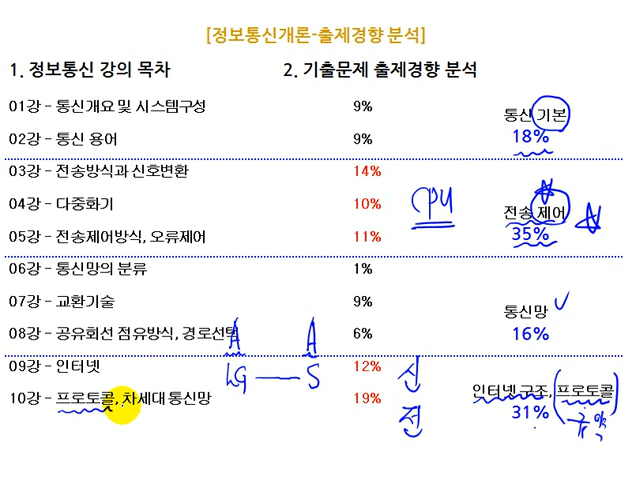 [정보통신개론-출제경향 분석]
1. 정보통신 강의 목차 2. 기출문제 출제경향 분석
01강 - 통신개요 및 시스템구성 9% 통신 기본
02강 - 통신 용어 9% 18%
03강 - 전송방식과 신호변환 14%
04강 - 다중화기 10% CPU 전송 제어
05강 - 전송제어방식, 오류제어 11% 35%
06강 - 통신망의 분류 1%
07강 - 교환기술 9% 통신망
08강 - 공유회선 점유방식, 경로선택 6% 16%
A A
09강 - 인터넷 12% 신
LG S
10강 - 프로토콜, 차세대 통신망 19% 인터넷 구조, 프로토콜
전 31% 규약